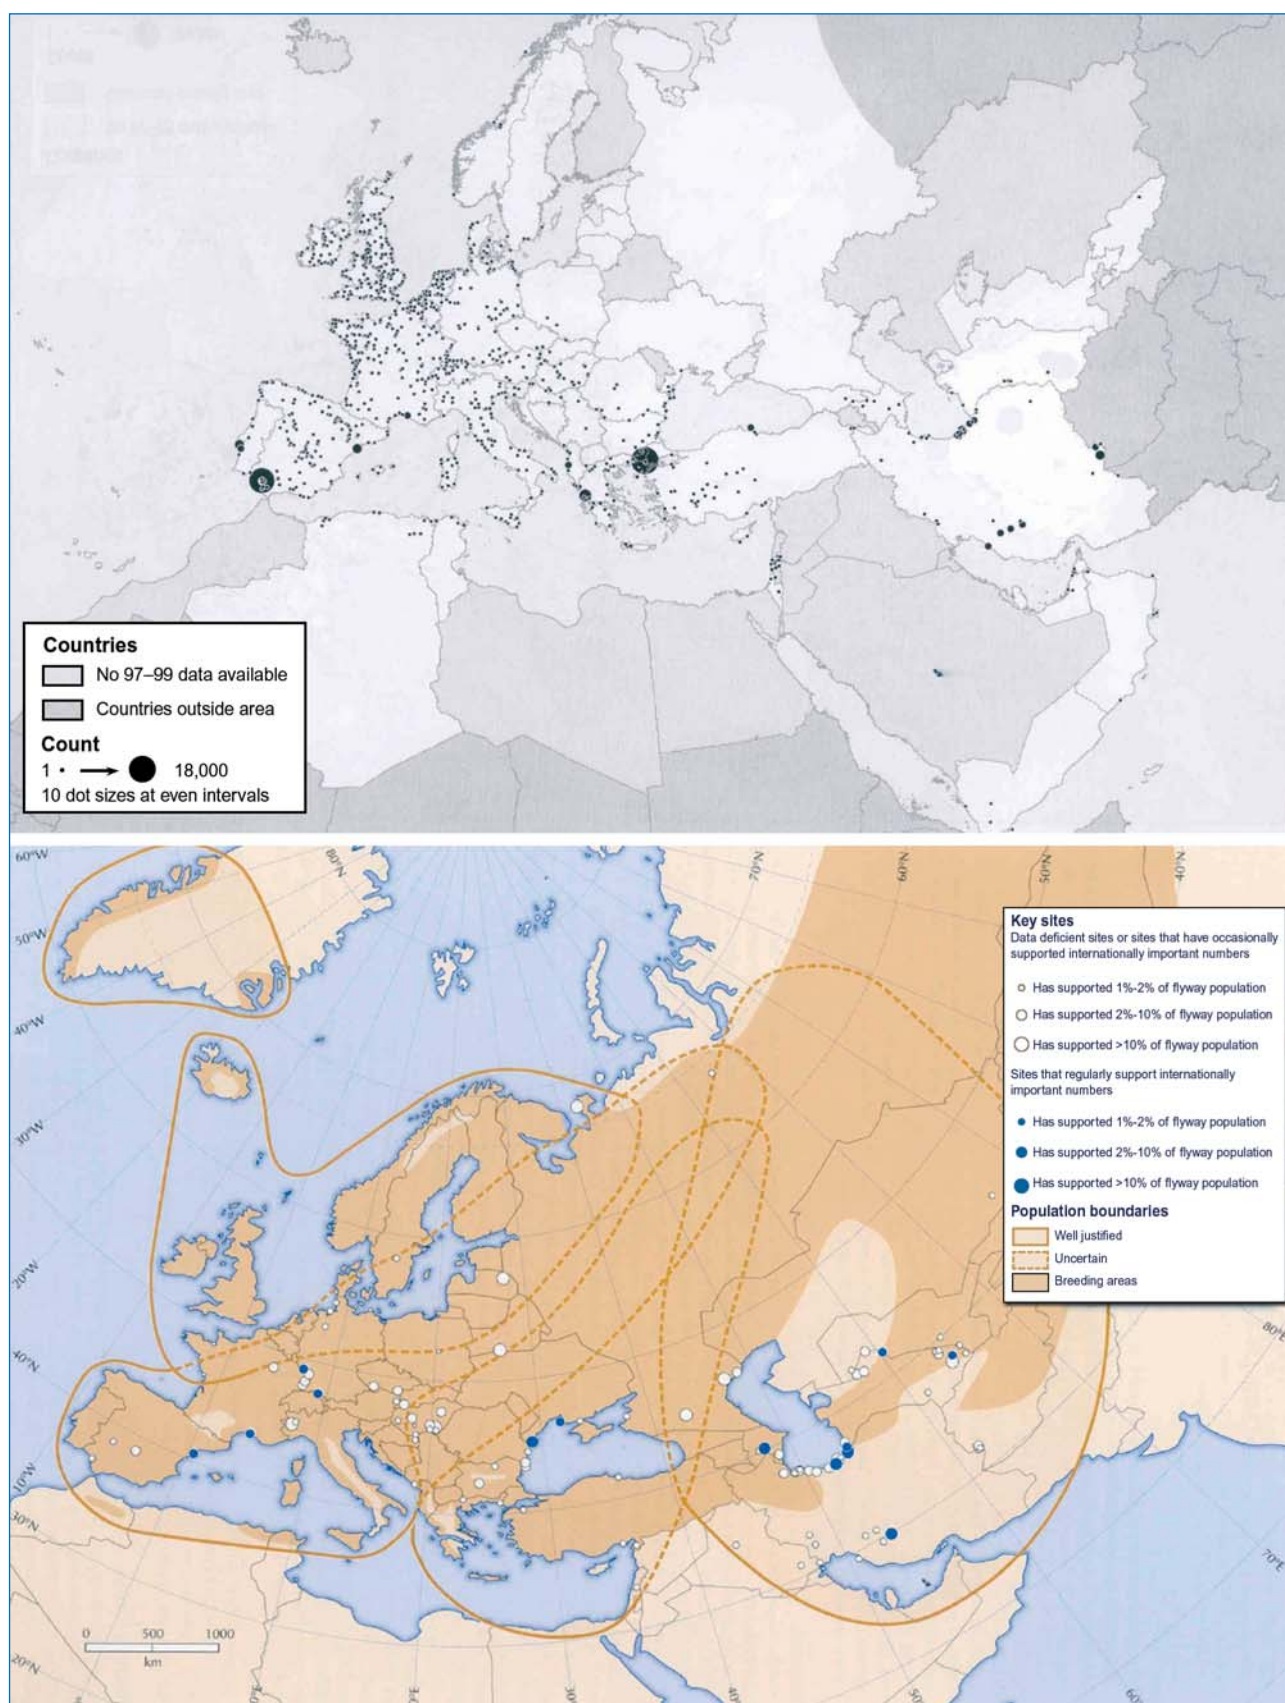 Countries
No 97–99 data available
Countries outside area
Count
1
18,000
10 dot sizes at even intervals
60°W
80°N
70°N
60°N
50°N
40°N
50°W
40°W
30°W
20°W
40°N
10°W
30°N
20°N
Key sites
Data deficient sites or sites that have occasionally
supported internationally important numbers
Has supported 1%-2% of flyway population
Has supported 2%-10% of flyway population
Has supported >10% of flyway population
Sites that regularly support internationally
important numbers
Has supported 1%-2% of flyway population
Has supported 2%-10% of flyway population
Has supported >10% of flyway population
Population boundaries
Well justified
Uncertain
Breeding areas
80°E
70°E
0 500 1000
km